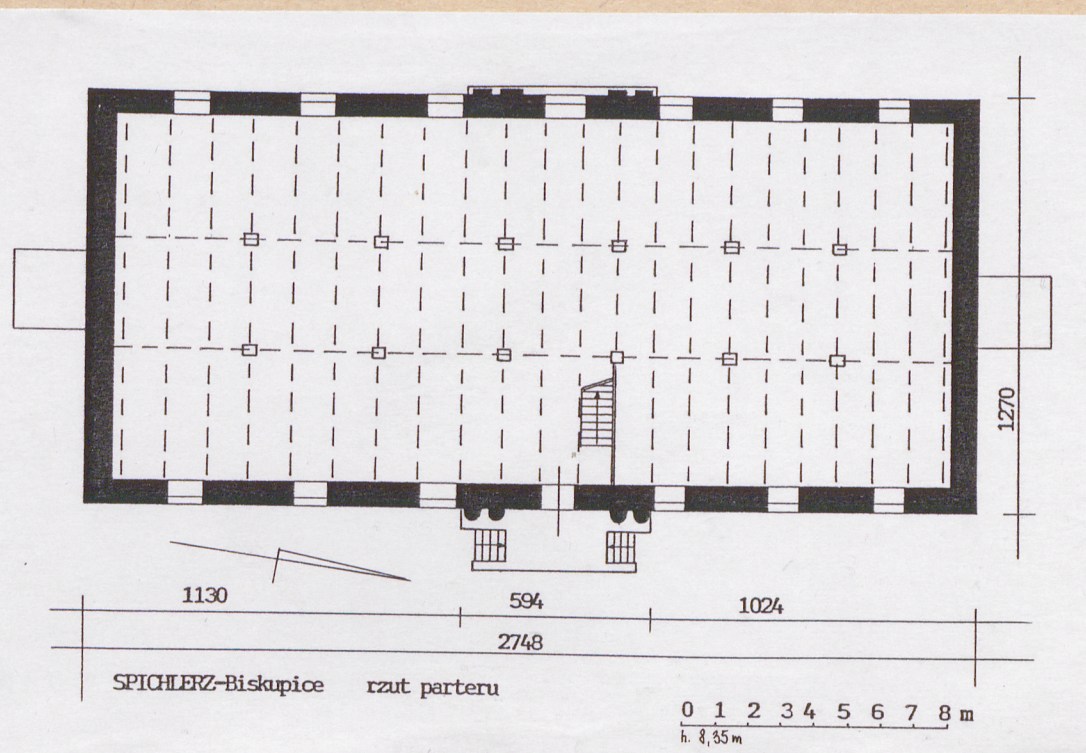 1270
1130 594 1024
2748
SPICHLERZ-Biskupice rzut parteru
0 1 2 3 4 5 6 7 8 m
h. 8,35 m